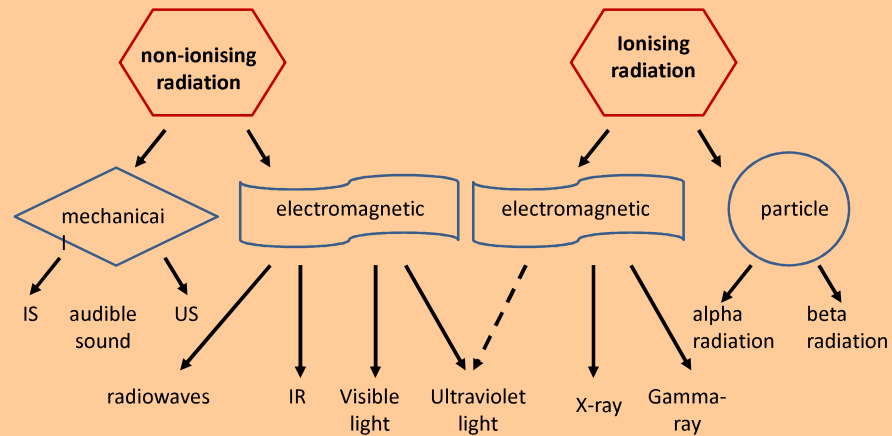 non-ionising
radiation
Ionising
radiation
mechanicai
l
electromagnetic
electromagnetic
particle
IS
audible
sound
US
alpha
radiation
beta
radiation
radiowaves
IR
Visible
light
Ultraviolet
light
X-ray
Gamma-
ray